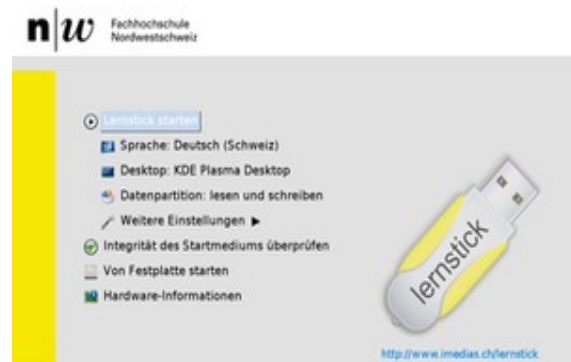 n|w Fachhochschule
Nordwestschweiz
Lernstick starten
Sprache: Deutsch (Schweiz)
Desktop: KDE Plasma Desktop
Datenpartition: lesen und schreiben
Weitere Einstellungen ▶
Integrität des Startmediums überprüfen
Von Festplatte starten
Hardware-Informationen
lernstick
http://www.imedias.ch/lernstick